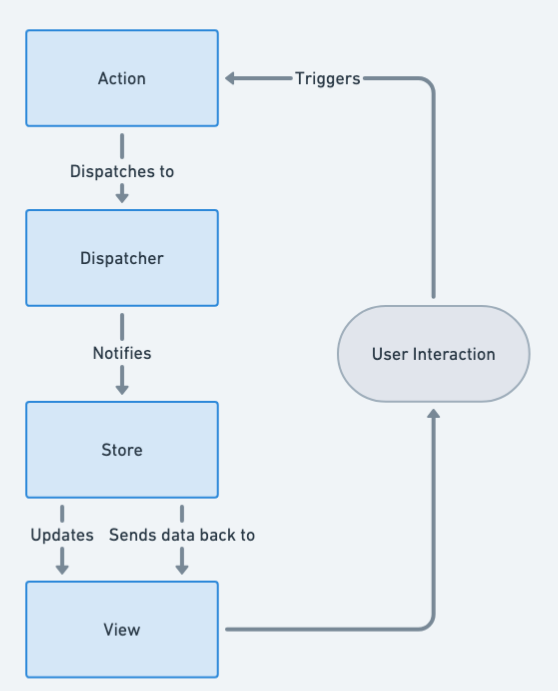 Action
Triggers
Dispatches to
Dispatcher
Notifies
User Interaction
Store
Updates
Sends data back to
View